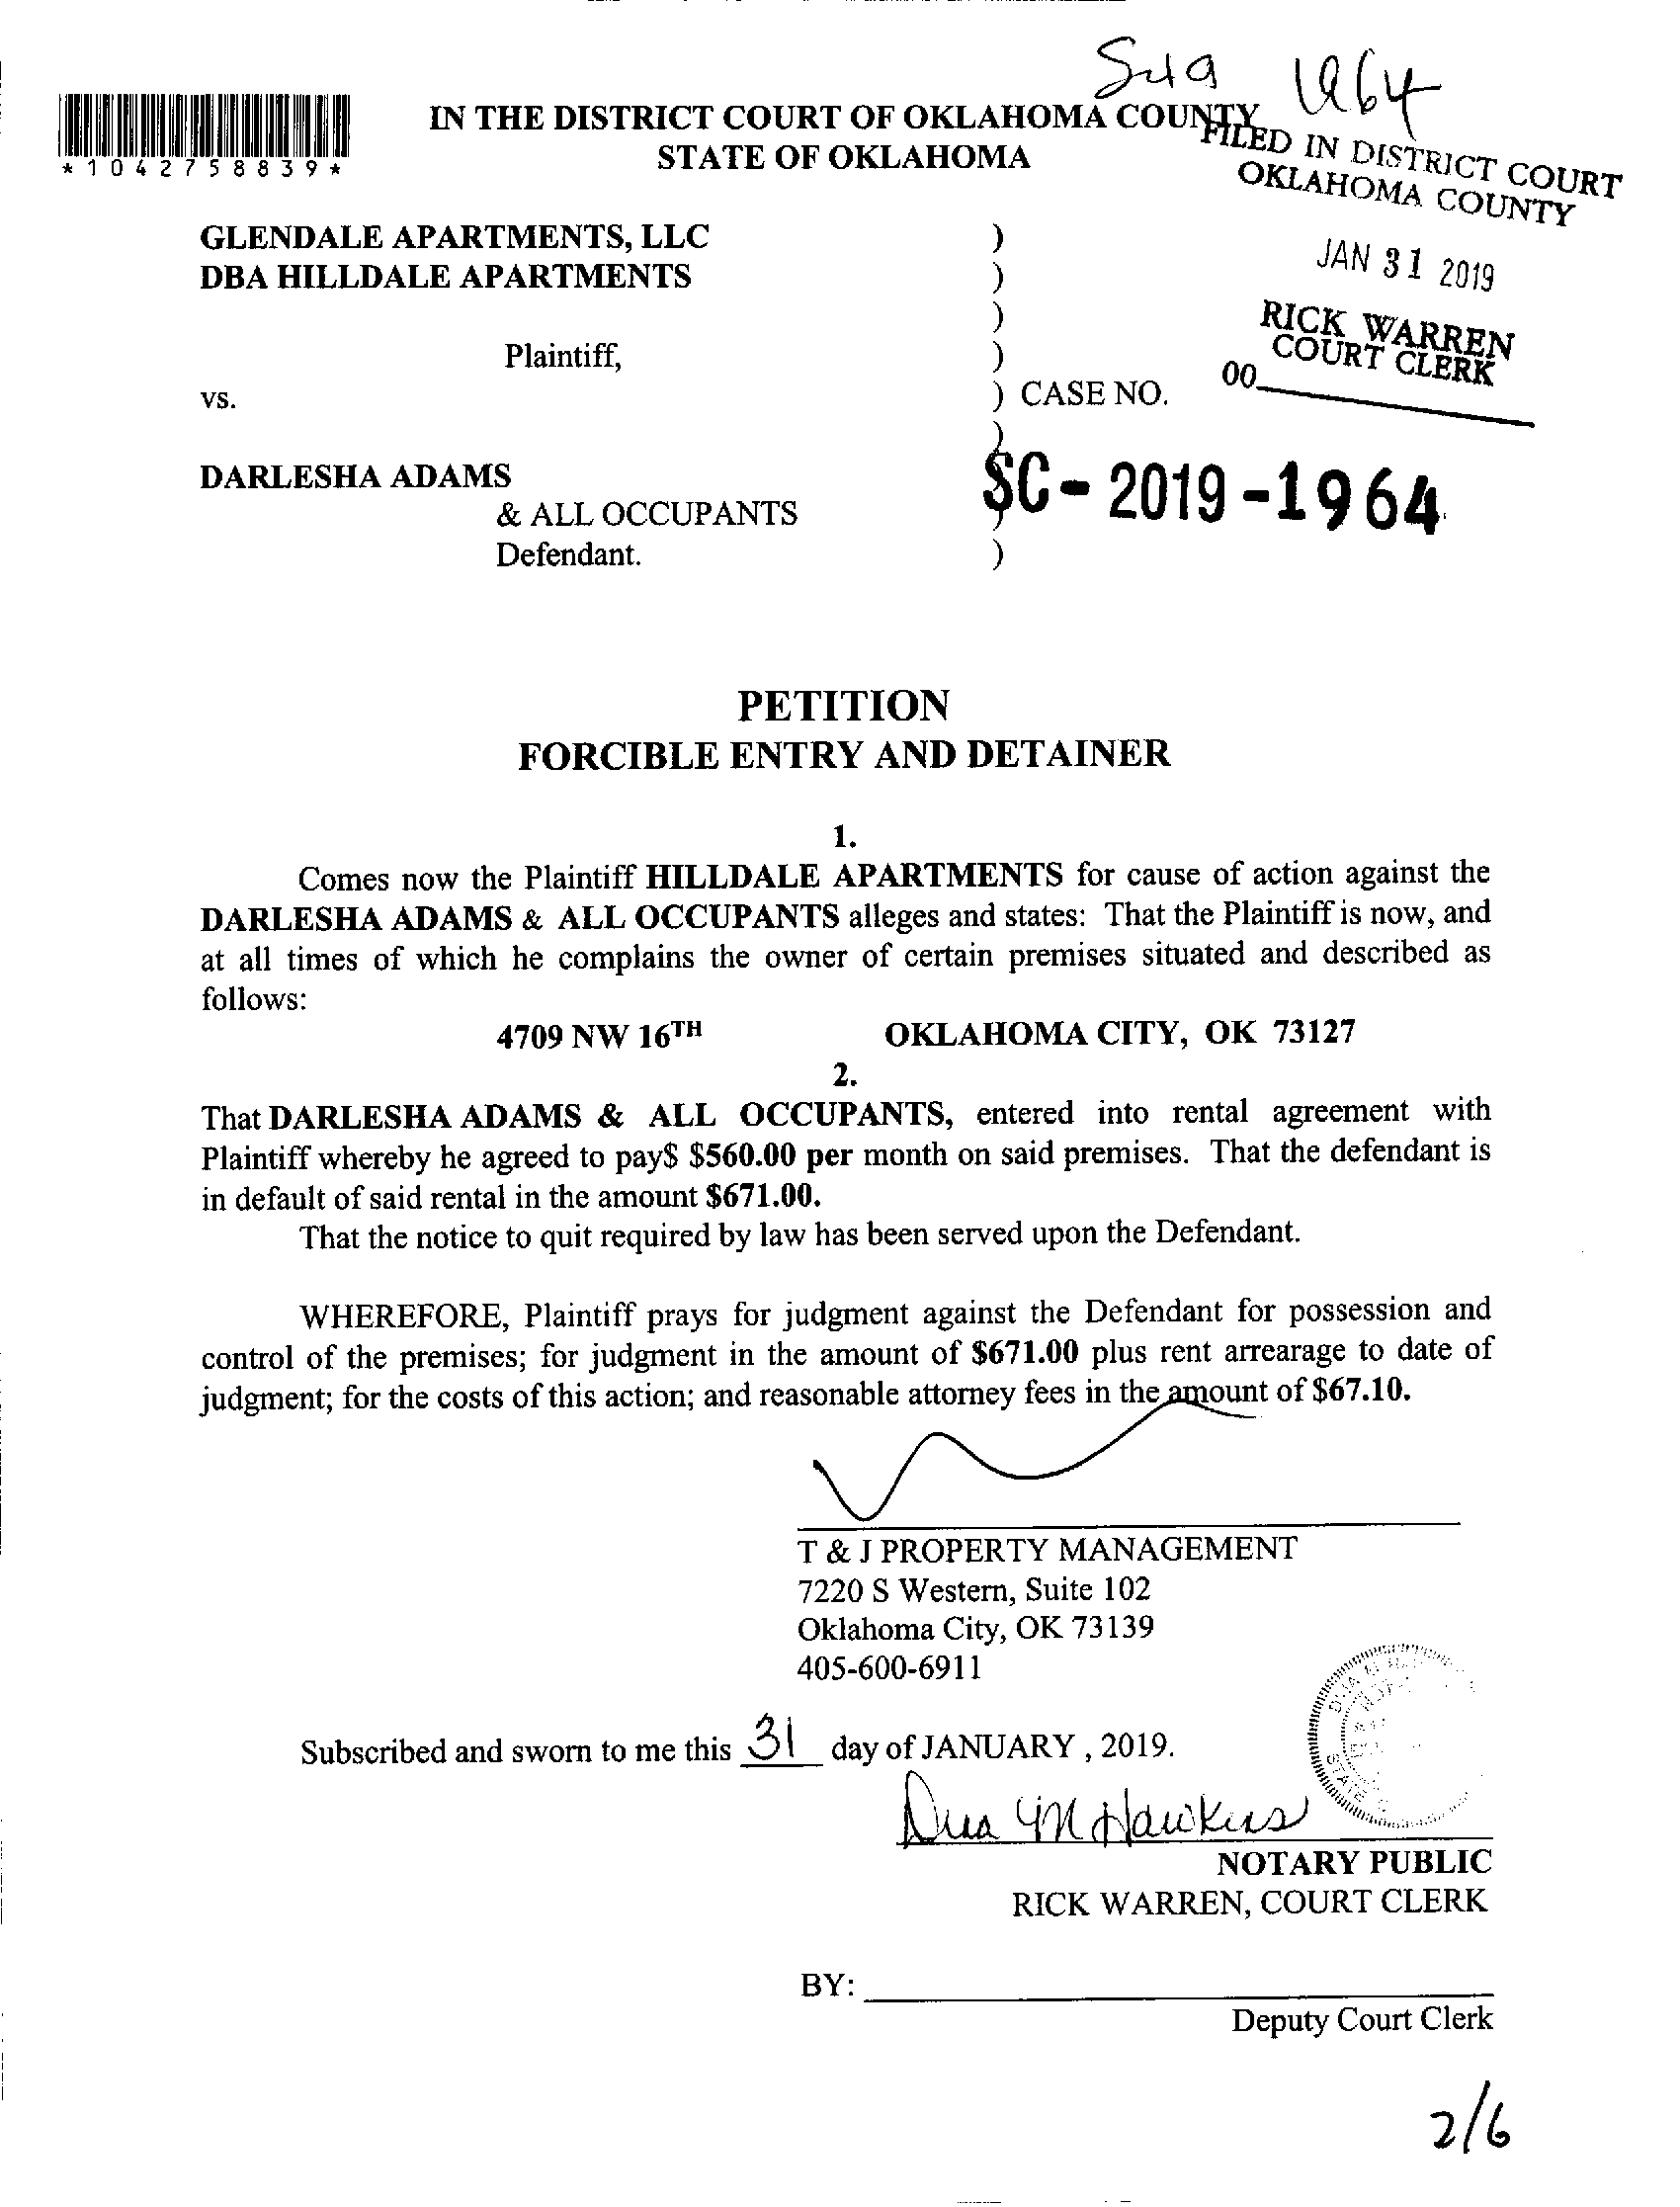 1964
IN THE DISTRICT COURT OF OKLAHOMA COUNTY
STATE OF OKLAHOMA
*1042758839*
FILED IN DISTRICT COURT
OKLAHOMA COUNTY
JAN 31 2019
RICK WARREN
COURT CLERK
00
GLENDALE APARTMENTS, LLC )
DBA HILLDALE APARTMENTS )
)
Plaintiff, )
vs. ) CASE NO.
)
DARLESHA ADAMS
SC-2019-1964
& ALL OCCUPANTS )
Defendant. )
PETITION
FORCIBLE ENTRY AND DETAINER
1.
Comes now the Plaintiff HILLDALE APARTMENTS for cause of action against the
DARLESHA ADAMS & ALL OCCUPANTS alleges and states: That the Plaintiff is now, and
at all times of which he complains the owner of certain premises situated and described as
follows:
4709 NW 16TH OKLAHOMA CITY, OK 73127
2.
That DARLESHA ADAMS & ALL OCCUPANTS, entered into rental agreement with
Plaintiff whereby he agreed to pay$ $560.00 per month on said premises. That the defendant is
in default of said rental in the amount $671.00.
That the notice to quit required by law has been served upon the Defendant.
WHEREFORE, Plaintiff prays for judgment against the Defendant for possession and
control of the premises; for judgment in the amount of $671.00 plus rent arrearage to date of
judgment; for the costs of this action; and reasonable attorney fees in the amount of $67.10.
T & J PROPERTY MANAGEMENT
7220 S Western, Suite 102
Oklahoma City, OK 73139
405-600-6911
Subscribed and sworn to me this 31 day of JANUARY , 2019.
M Hawkins
NOTARY PUBLIC
RICK WARREN, COURT CLERK
BY:
Deputy Court Clerk
2/6